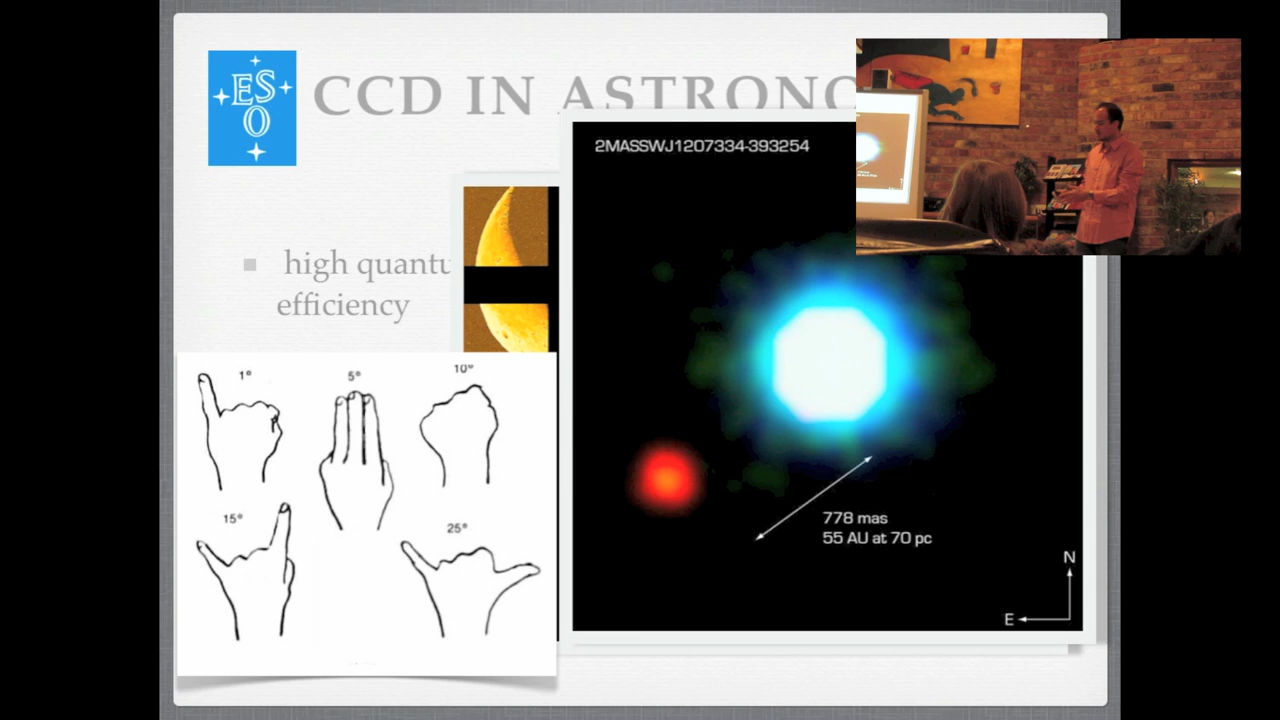 ESO
CCD IN ASTRONO
2MASSWJ1207334-393254
high quantu
efficiency
1°
5°
10°
15°
25°
778 mas
55 AU at 70 pc
N
E